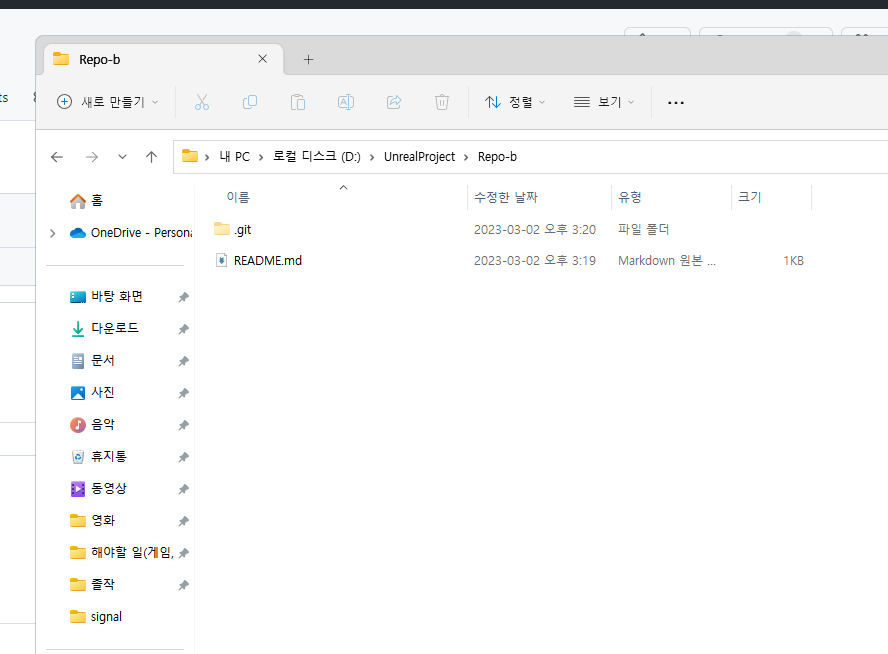 Repo-b
ts
새로 만들기
정렬
보기
내 PC
로컬 디스크 (D:)
UnrealProject
Repo-b
이름
수정한 날짜
유형
크기
.git
2023-03-02 오후 3:20
파일 폴더
README.md
2023-03-02 오후 3:19
Markdown 원본 ...
1KB
홈
OneDrive - Persona
바탕 화면
다운로드
문서
사진
음악
휴지통
동영상
영화
해야할 일(게임,
졸작
signal